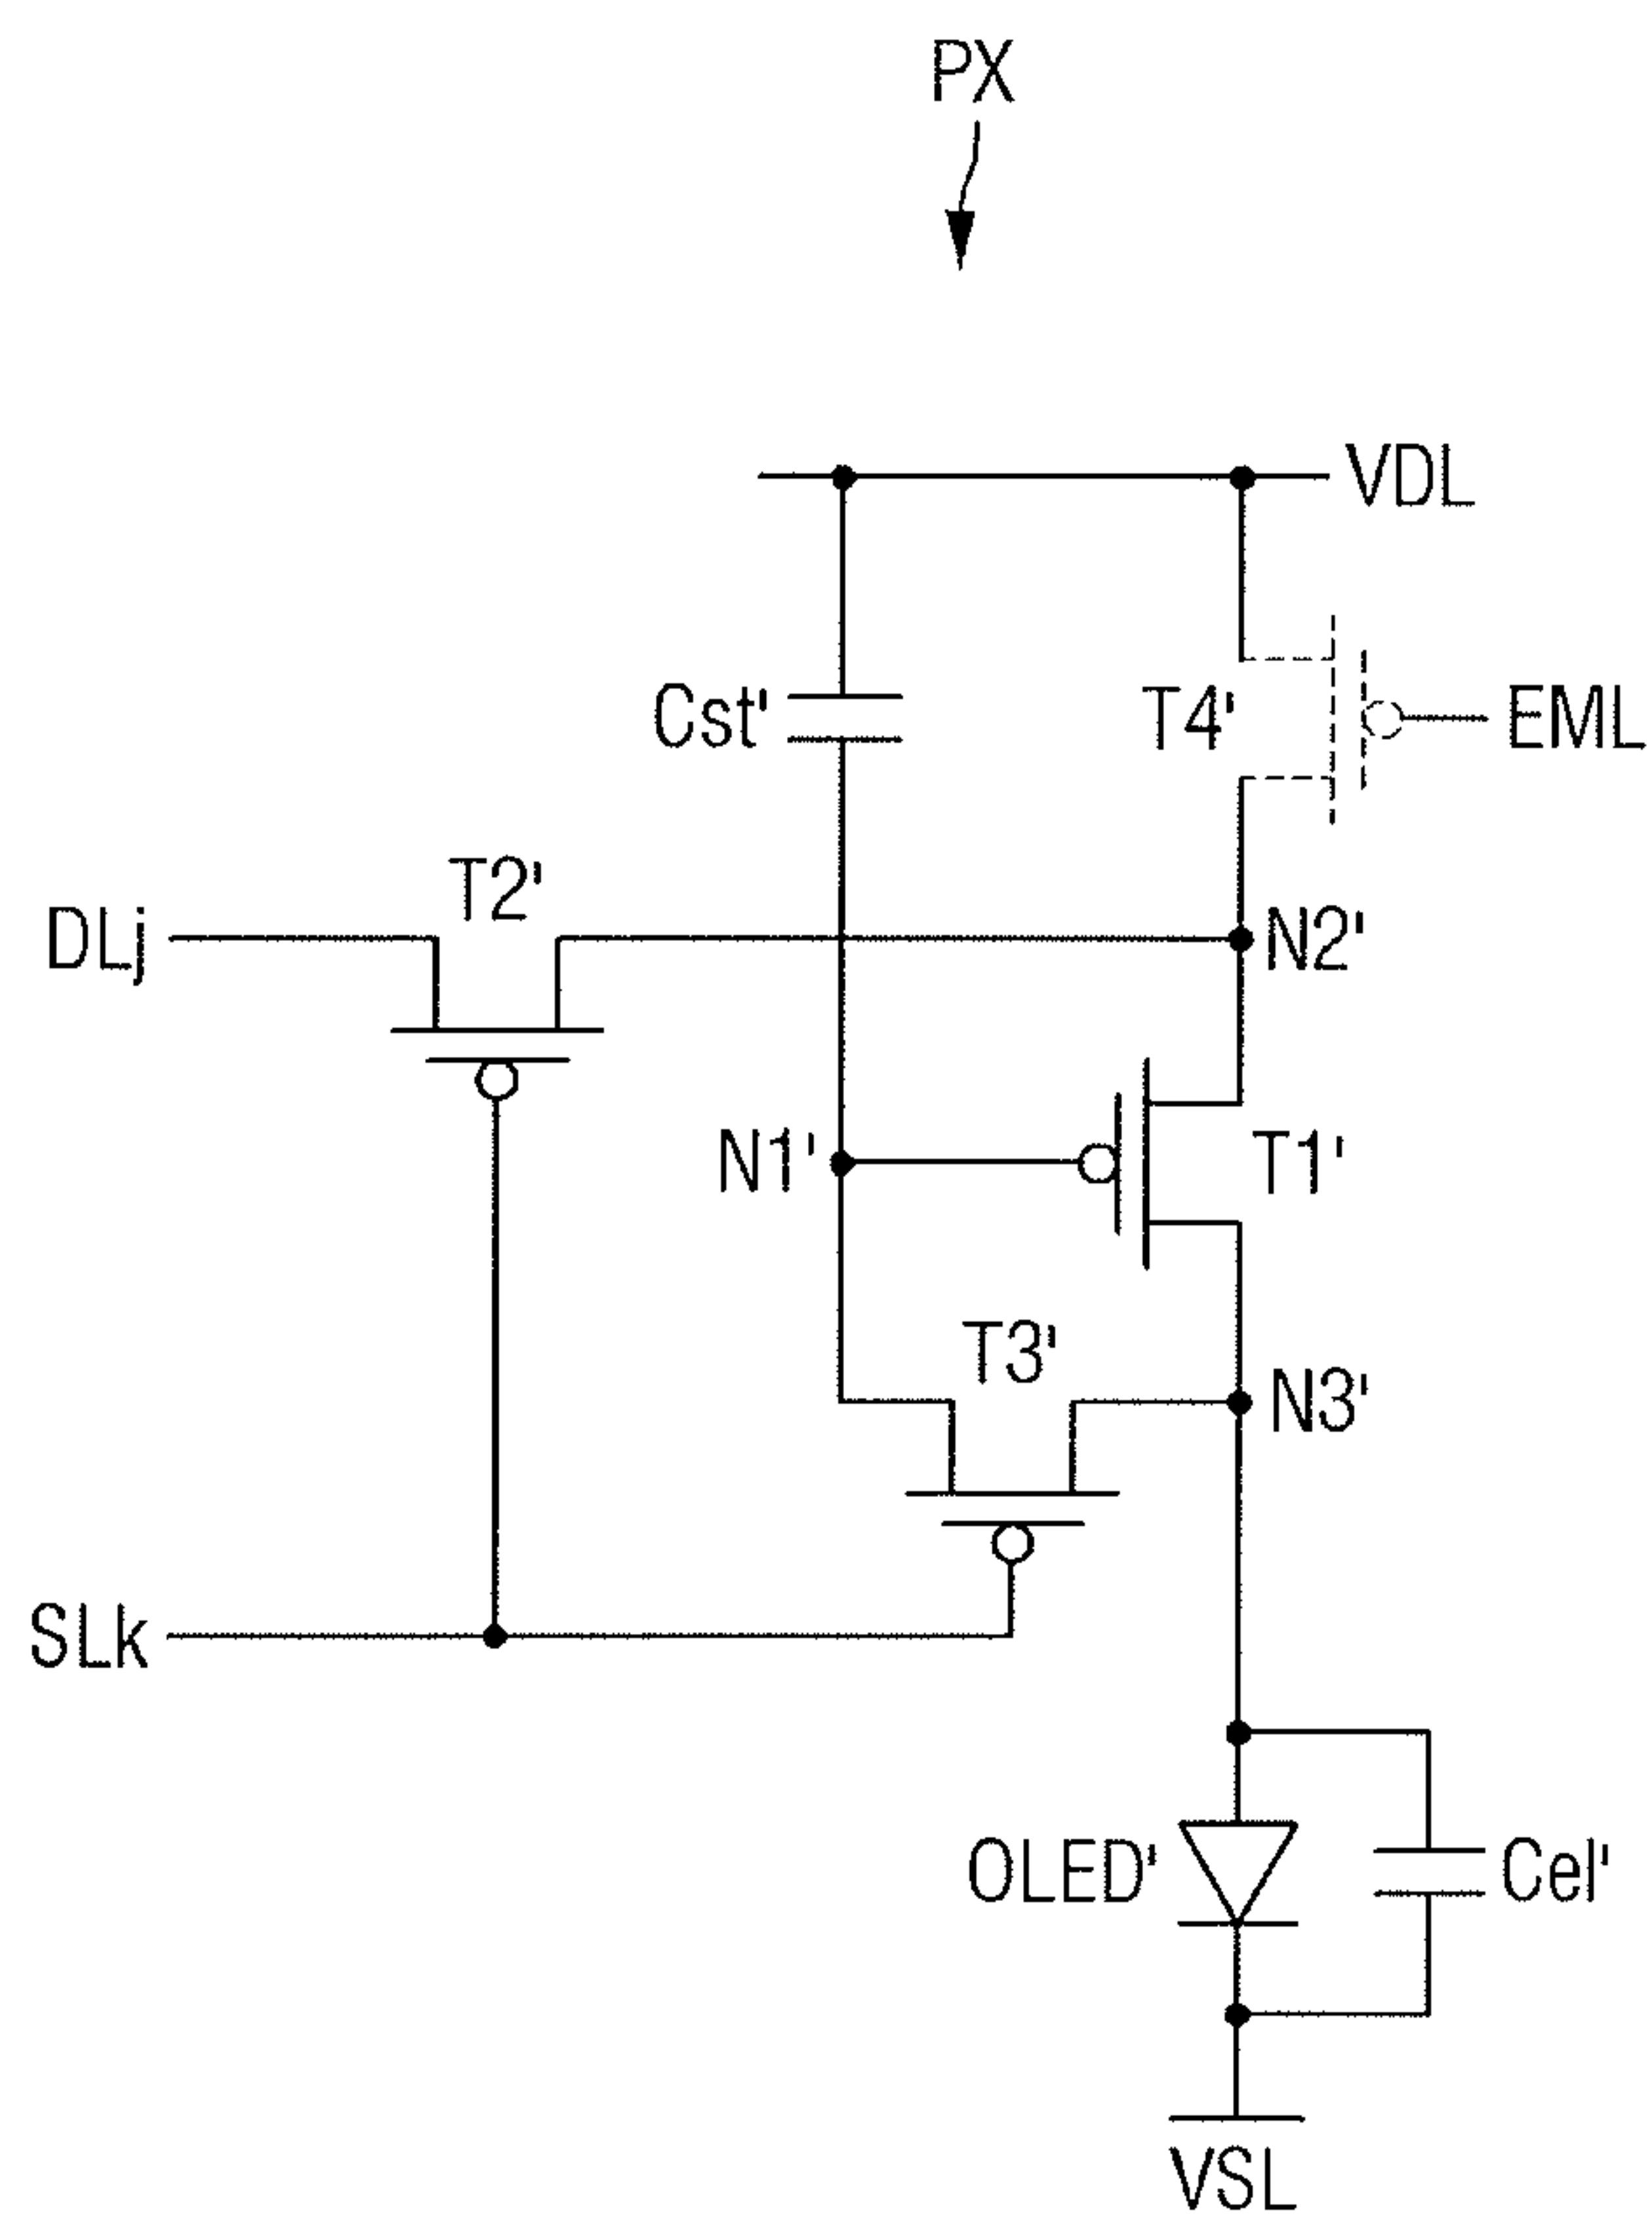 PX
VDL
Cst'
T4'
EML
T2'
DLj
N2'
N1'
T1'
T3'
N3'
SLk
OLED'
Cel'
VSL